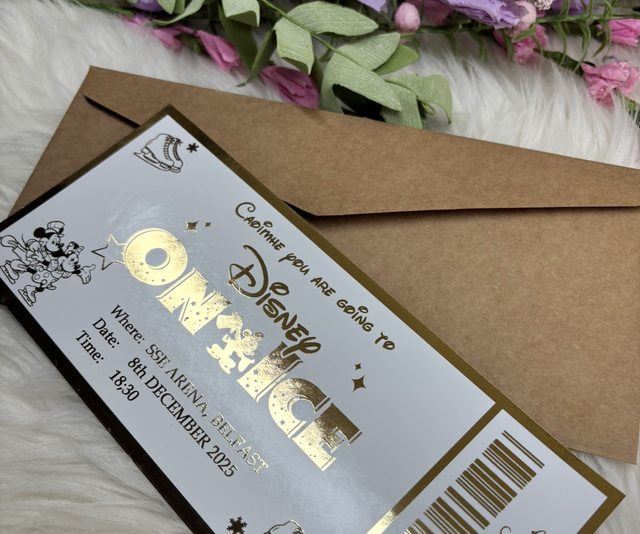 CAOIMHE YOU ARE GOING TO
DISNEY
ON ICE
Where: SSE ARENA, BELFAST
Date: 8th DECEMBER 2025
Time: 18;30